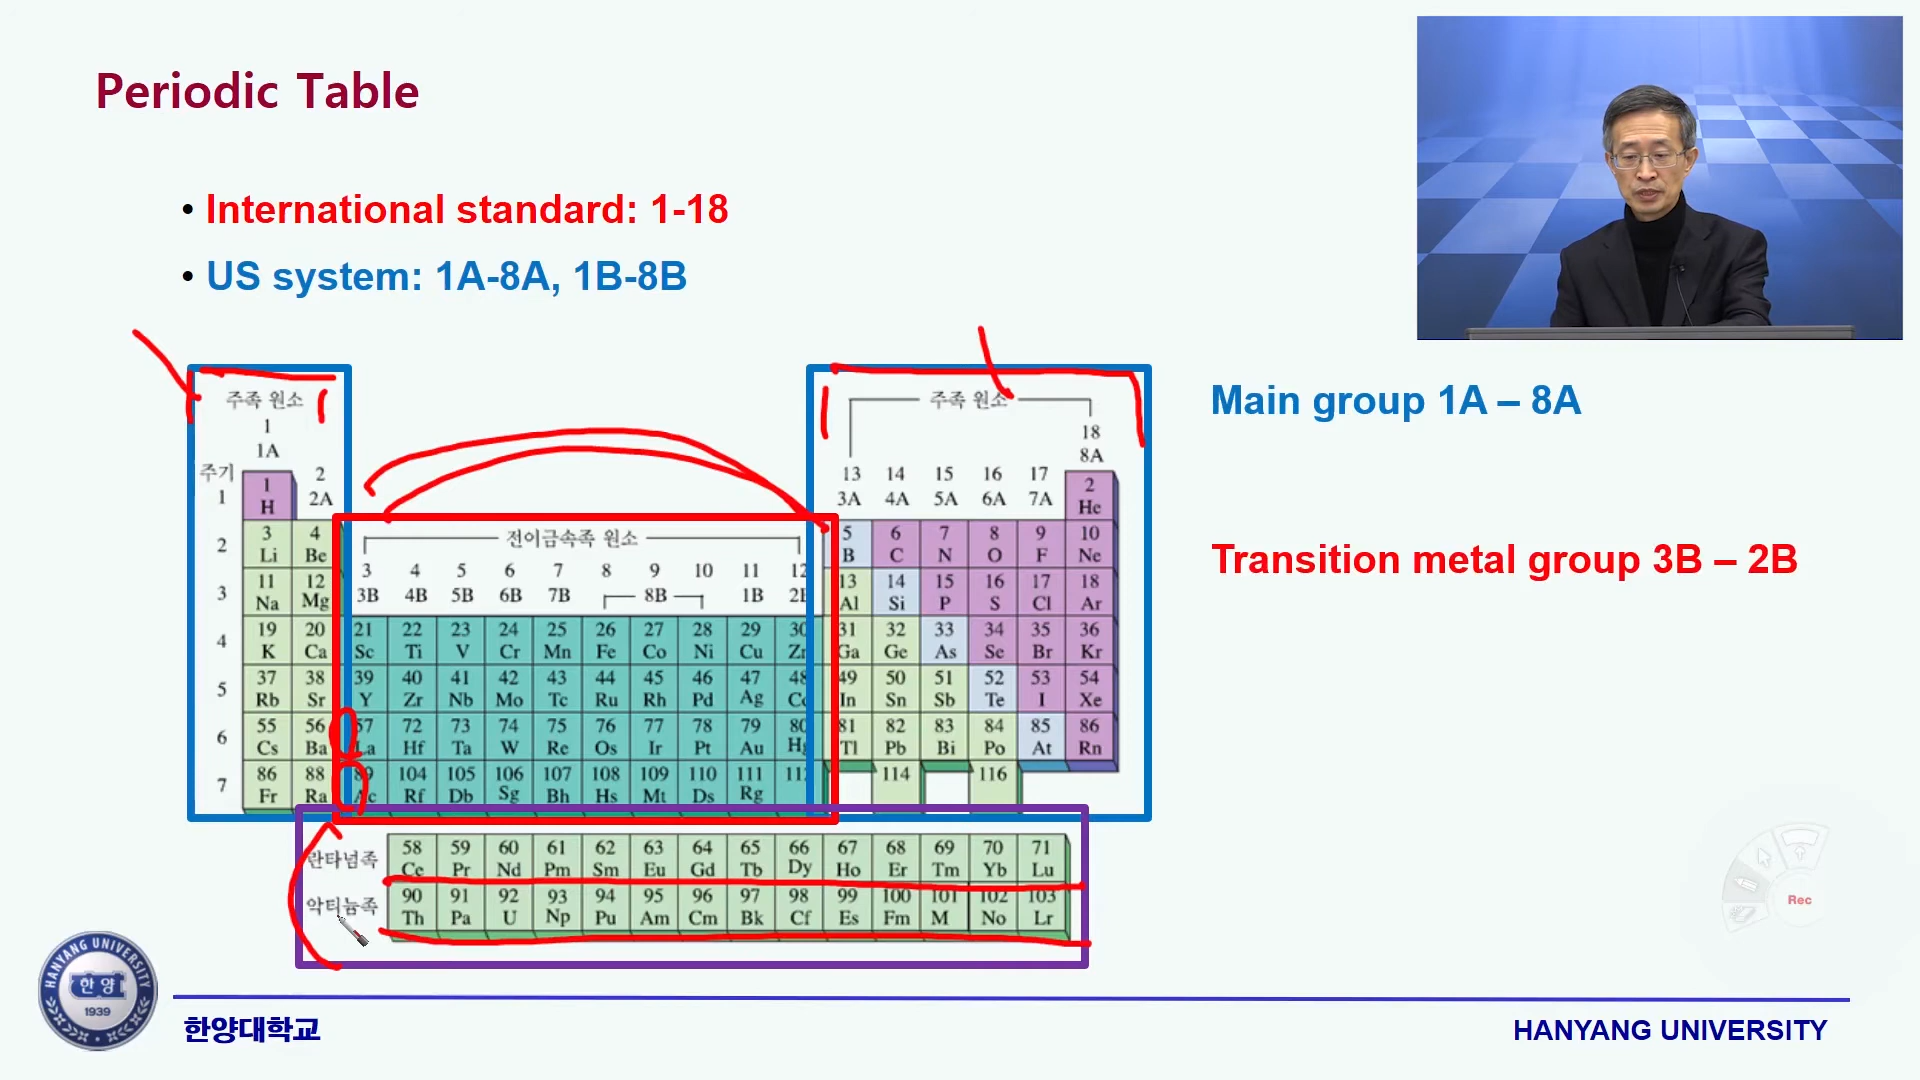 Periodic Table
• International standard: 1-18
• US system: 1A-8A, 1B-8B
주족 원소
주족 원소
1
18
1A
8A
주기
2
13 14 15 16 17
1
1
H
2A
3A 4A 5A 6A 7A
2
He
전이금속족 원소
2
3 4
5 6 7 8 9 10
Li Be
B C N O F Ne
3 4 5 6 7 8 9 10 11 12
3
11 12
13 14 15 16 17 18
Na Mg
3B 4B 5B 6B 7B 8B 1B
Al Si P S Cl Ar
4
19 20 21 22 23 24 25 26 27 28 29 30 31 32 33 34 35 36
K Ca Sc Ti V Cr Mn Fe Co Ni Cu Zn Ga Ge As Se Br Kr
5
37 38 39 40 41 42 43 44 45 46 47 48 49 50 51 52 53 54
Rb Sr Y Zr Nb Mo Tc Ru Rh Pd Ag In Sn Sb Te I Xe
6
55 56 57 72 73 74 75 76 77 78 79 80 81 82 83 84 85 86
Cs Ba La Hf Ta W Re Os Ir Pt Au Hg Tl Pb Bi Po At Rn
7
86 88 89 104 105 106 107 108 109 110 111 114 116
Fr Ra Ac Rf Db Sg Bh Hs Mt Ds Rg
란타넘족
58 59 60 61 62 63 64 65 66 67 68 69 70 71
Ce Pr Nd Pm Sm Eu Gd Tb Dy Ho Er Tm Yb Lu
악티늄족
90 91 92 93 94 95 96 97 98 99 100 101 102 103
Th Pa U Np Pu Am Cm Bk Cf Es Fm M No Lr
Main group 1A – 8A
Transition metal group 3B – 2B
Rec
HANYANG UNIVERSITY
한양
1939
한양대학교
HANYANG UNIVERSITY